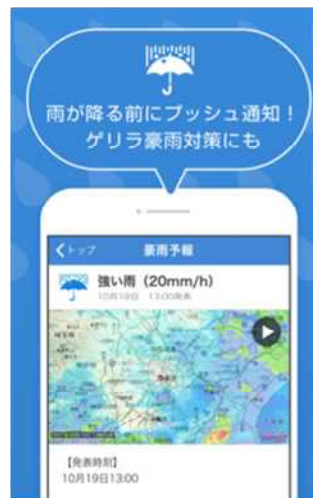 雨が降る前にプッシュ通知！
ゲリラ豪雨対策にも
トップ
豪雨予報
強い雨（20mm/h）
10月19日 13:00発表
【発表時刻】
10月19日13:00